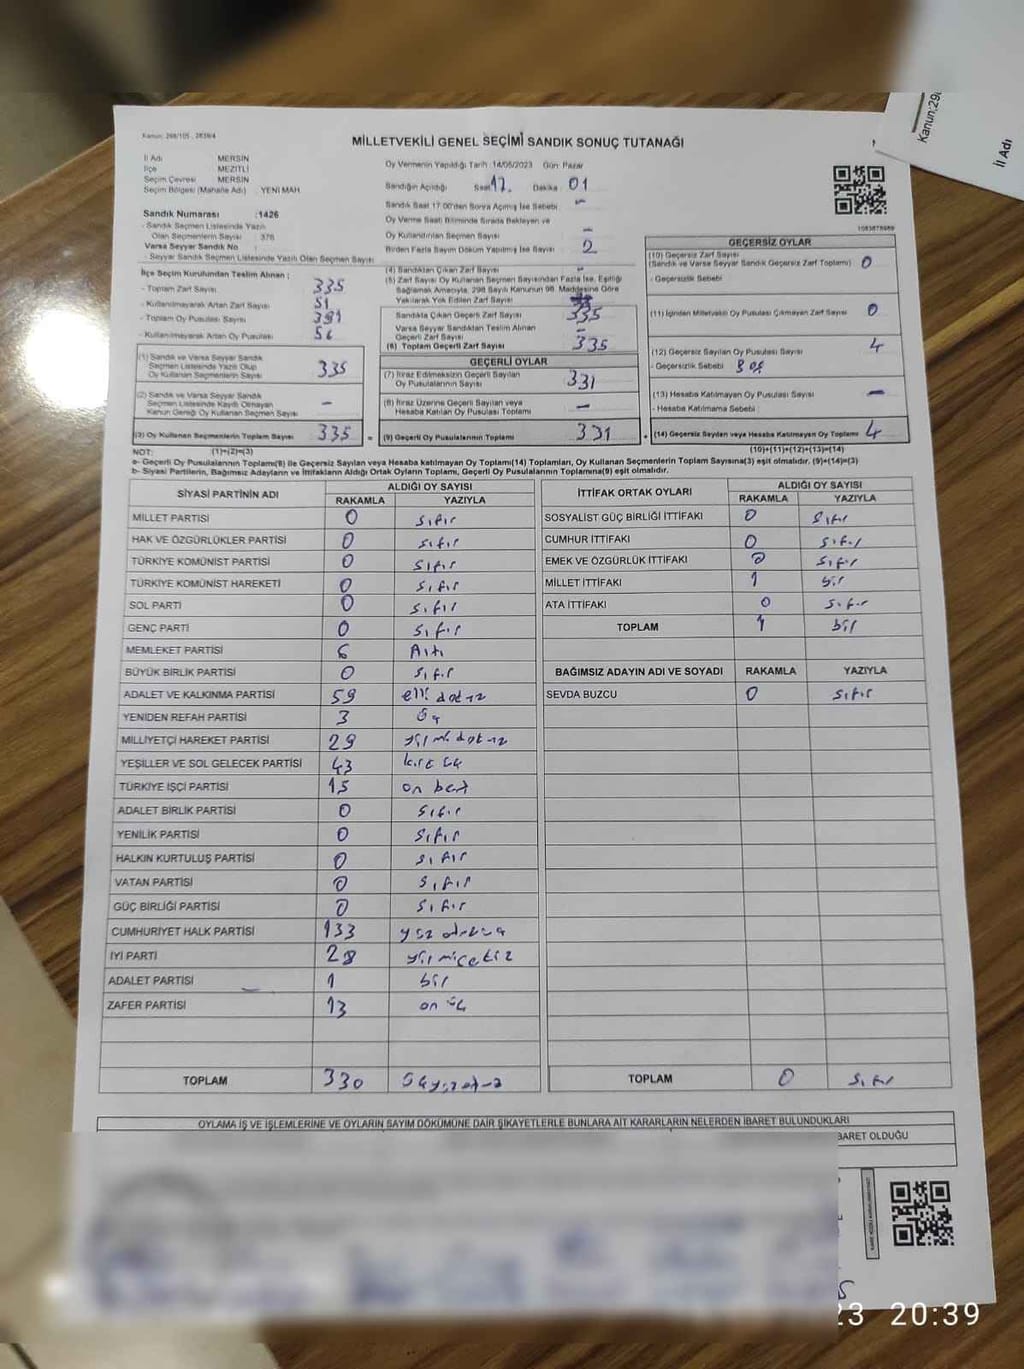 Kanun: 298/105 , 2839/4
MİLLETVEKİLİ GENEL SEÇİMİ SANDIK SONUÇ TUTANAĞI
Kanun:298
İl Adı
İl Adı MERSİN
İlçe MEZİTLİ
Seçim Çevresi MERSİN
Seçim Bölgesi (Mahalle Adı) : YENİ MAH.
Sandık Numarası :1426
- Sandık Seçmen Listesinde Yazılı
Olan Seçmenlerin Sayısı : 376
Varsa Seyyar Sandık No :
- Seyyar Sandık Seçmen Listesinde Yazılı Olan Seçmen Sayısı
Oy Vermenin Yapıldığı Tarih: 14/05/2023 Gün: Pazar
Sandığın Açıldığı Saat 17. Dakika 01
Sandık Saat 17.00'den Sonra Açılmış İse Sebebi: -
Oy Verme Saati Bitiminde Sırada Bekleyen ve
Oy Kullandırılan Seçmen Sayısı -
Birden Fazla Sayım Döküm Yapılmış İse Sayısı 2
1083878989
İlçe Seçim Kurulundan Teslim Alınan ;
- Toplam Zarf Sayısı 335
- Kullanılmayarak Artan Zarf Sayısı 51
- Toplam Oy Pusulası Sayısı 391
- Kullanılmayarak Artan Oy Pusulası
(4) Sandıktan Çıkan Zarf Sayısı
(5) Zarf Sayısı Oy Kullanan Seçmen Sayısından Fazla İse, Eşitliği
Sağlamak Amacıyla, 298 Sayılı Kanunun 98. Maddesine Göre
Yakılarak Yok Edilen Zarf Sayısı
Sandıkta Çıkan Geçerli Zarf Sayısı 335
Varsa Seyyar Sandıktan Teslim Alınan
Geçerli Zarf Sayısı -
(6) Toplam Geçerli Zarf Sayısı 335
GEÇERSİZ OYLAR
(10) Geçersiz Zarf Sayısı
(Sandık ve Varsa Seyyar Sandık Geçersiz Zarf Toplamı) 0
- Geçersizlik Sebebi
(11) İçinden Milletvekili Oy Pusulası Çıkmayan Zarf Sayısı 0
(12) Geçersiz Sayılan Oy Pusulası Sayısı 4
- Geçersizlik Sebebi
(13) Hesaba Katılmayan Oy Pusulası Sayısı -
- Hesaba Katılmama Sebebi :
(1) Sandık ve Varsa Seyyar Sandık
Seçmen Listesinde Yazılı Olup
Oy Kullanan Seçmenlerin Sayısı 335
(2) Sandık ve Varsa Seyyar Sandık
Seçmen Listesinde Kaydı Olmayan
Kanun Gereği Oy Kullanan Seçmen Sayısı -
GEÇERLİ OYLAR
(7) İtiraz Edilmeksizin Geçerli Sayılan
Oy Pusulalarının Sayısı 331
(8) İtiraz Üzerine Geçerli Sayılan veya
Hesaba Katılan Oy Pusulası Toplamı -
(3) Oy Kullanan Seçmenlerin Toplam Sayısı 335 = (9) Geçerli Oy Pusulalarının Toplamı 331 + (14) Geçersiz Sayılan veya Hesaba Katılmayan Oy Toplamı 4
NOT: (1)+(2)=(3) (10)+(11)+(12)+(13)=(14)
a- Geçerli Oy Pusulalarının Toplamı(9) ile Geçersiz Sayılan veya Hesaba katılmayan Oy Toplamı(14) Toplamları, Oy Kullanan Seçmenlerin Toplam Sayısına(3) eşit olmalıdır. (9)+(14)=(3)
b- Siyasi Partilerin, Bağımsız Adayların ve İttifakların Aldığı Ortak Oyların Toplamı, Geçerli Oy Pusulalarının Toplamına(9) eşit olmalıdır.
SİYASİ PARTİNİN ADI ALDIĞI OY SAYISI
RAKAMLA YAZIYLA
MİLLET PARTİSİ 0 sıfır
HAK VE ÖZGÜRLÜKLER PARTİSİ 0 sıfır
TÜRKİYE KOMÜNİST PARTİSİ 0 sıfır
TÜRKİYE KOMÜNİST HAREKETİ 0 sıfır
SOL PARTİ 0 sıfır
GENÇ PARTİ 0 sıfır
MEMLEKET PARTİSİ 6 Altı
BÜYÜK BİRLİK PARTİSİ 0 sıfır
ADALET VE KALKINMA PARTİSİ 59 elli dokuz
YENİDEN REFAH PARTİSİ 3 üç
MİLLİYETÇİ HAREKET PARTİSİ 29 yirmi dokuz
YEŞİLLER VE SOL GELECEK PARTİSİ 43 kırk üç
TÜRKİYE İŞÇİ PARTİSİ 15 on beş
ADALET BİRLİK PARTİSİ 0 sıfır
YENİLİK PARTİSİ 0 sıfır
HALKIN KURTULUŞ PARTİSİ 0 sıfır
VATAN PARTİSİ 0 sıfır
GÜÇ BİRLİĞİ PARTİSİ 0 sıfır
CUMHURİYET HALK PARTİSİ 133 yüz otuz üç
İYİ PARTİ 28 yirmi sekiz
ADALET PARTİSİ 1 bir
ZAFER PARTİSİ 13 on üç
TOPLAM 330 üç yüz otuz
İTTİFAK ORTAK OYLARI ALDIĞI OY SAYISI
RAKAMLA YAZIYLA
SOSYALİST GÜÇ BİRLİĞİ İTTİFAKI 0 sıfır
CUMHUR İTTİFAKI 0 sıfır
EMEK VE ÖZGÜRLÜK İTTİFAKI 0 sıfır
MİLLET İTTİFAKI 1 bir
ATA İTTİFAKI 0 sıfır
TOPLAM 1 bir
BAĞIMSIZ ADAYIN ADI VE SOYADI RAKAMLA YAZIYLA
SEVDA BUZCU 0 sıfır
TOPLAM 0 sıfır
OYLAMA İŞ VE İŞLEMLERİNE VE OYLARIN SAYIM DÖKÜMÜNE DAİR ŞİKAYETLERLE BUNLARA AİT KARARLARIN NELERDEN İBARET BULUNDUKLARI
BARET OLDUĞU
23 20:39